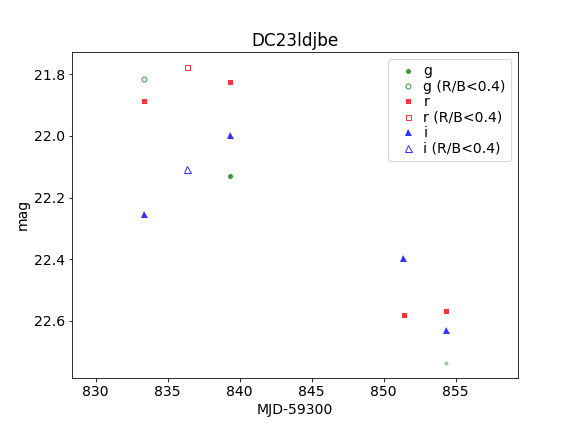 DC23ldjbe
g
g (R/B<0.4)
r
r (R/B<0.4)
i
i (R/B<0.4)
21.8
22.0
22.2
22.4
22.6
mag
830 835 840 845 850 855
MJD-59300